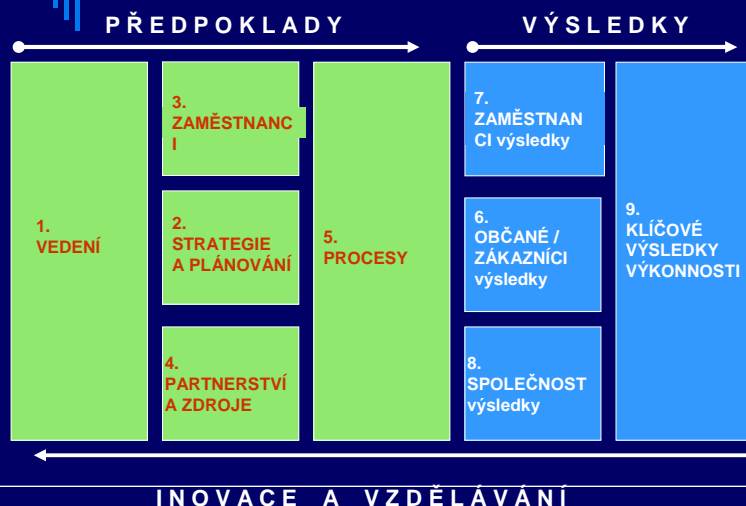 PŘEDPOKLADY
VÝSLEDKY
1.
VEDENÍ
3.
ZAMĚSTNANC
I
2.
STRATEGIE
A PLÁNOVÁNÍ
4.
PARTNERSTVÍ
A ZDROJE
5.
PROCESY
7.
ZAMĚSTNAN
CI výsledky
6.
OBČANÉ /
ZÁKAZNÍCI
výsledky
8.
SPOLEČNOST
výsledky
9.
KLÍČOVÉ
VÝSLEDKY
VÝKONNOSTI
INOVACE A VZDĚLÁVÁNÍ